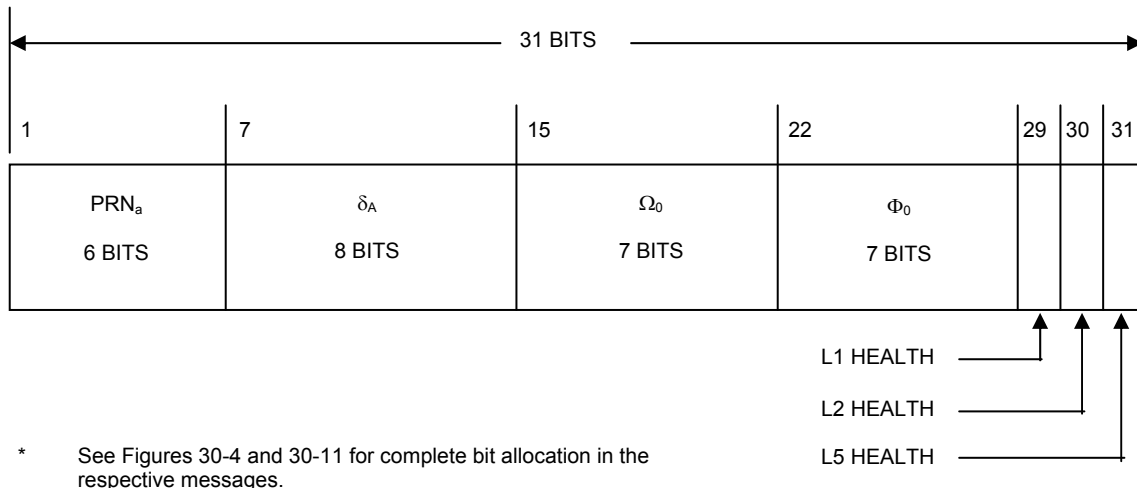 31 BITS
1 7 15 22 29 30 31
PRNa δA Ω0 Φ0
6 BITS 8 BITS 7 BITS 7 BITS
L1 HEALTH
L2 HEALTH
L5 HEALTH
* See Figures 30-4 and 30-11 for complete bit allocation in the
respective messages.